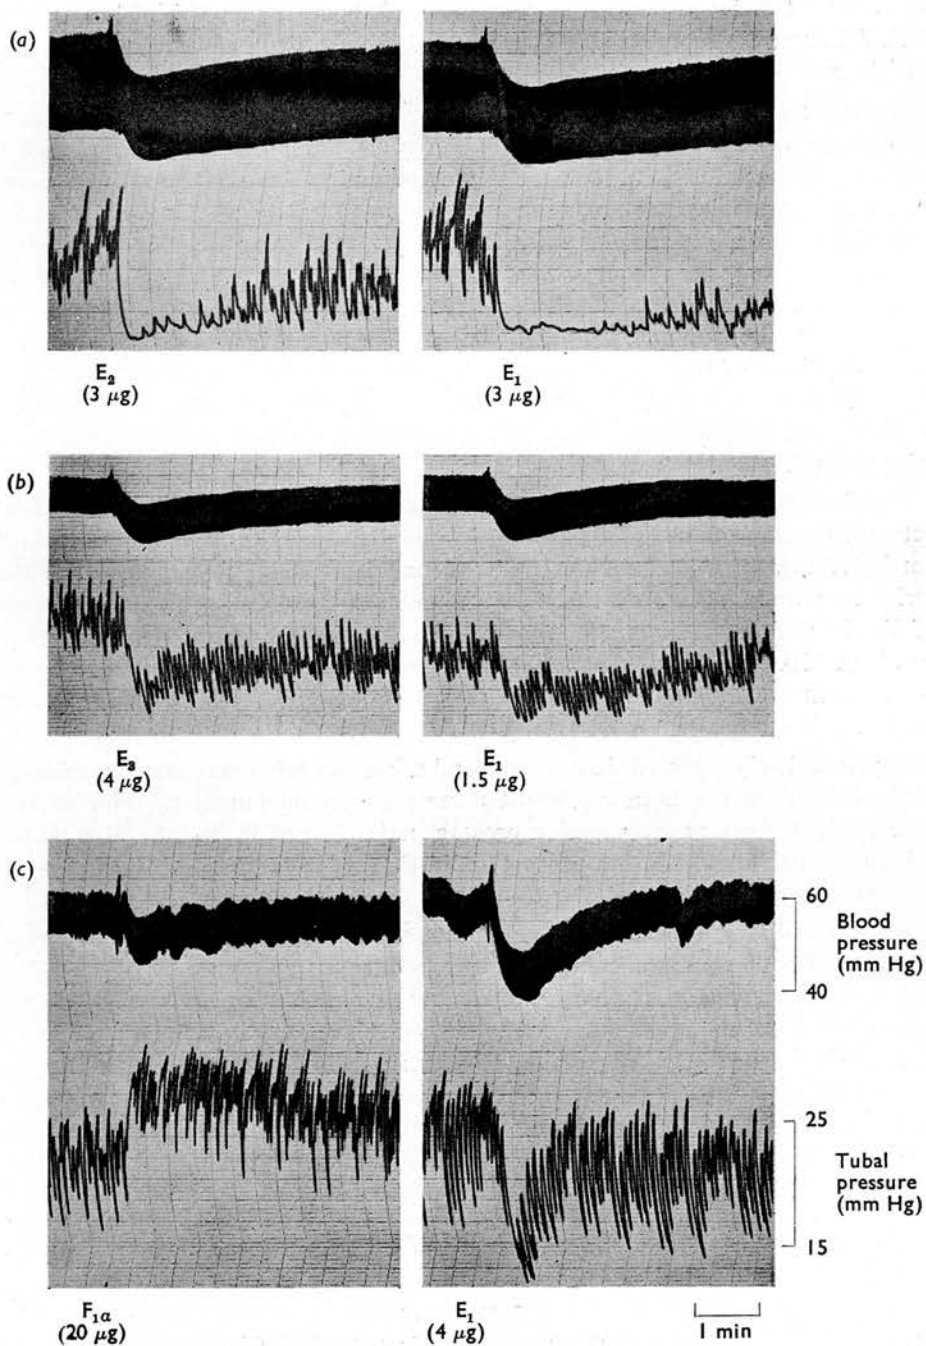 (a)
E₂
(3 μg)
E₁
(3 μg)
(b)
E₃
(4 μg)
E₁
(1.5 μg)
(c)
60
Blood
pressure
(mm Hg)
40
25
Tubal
pressure
(mm Hg)
15
F₁α
(20 μg)
E₁
(4 μg)
1 min